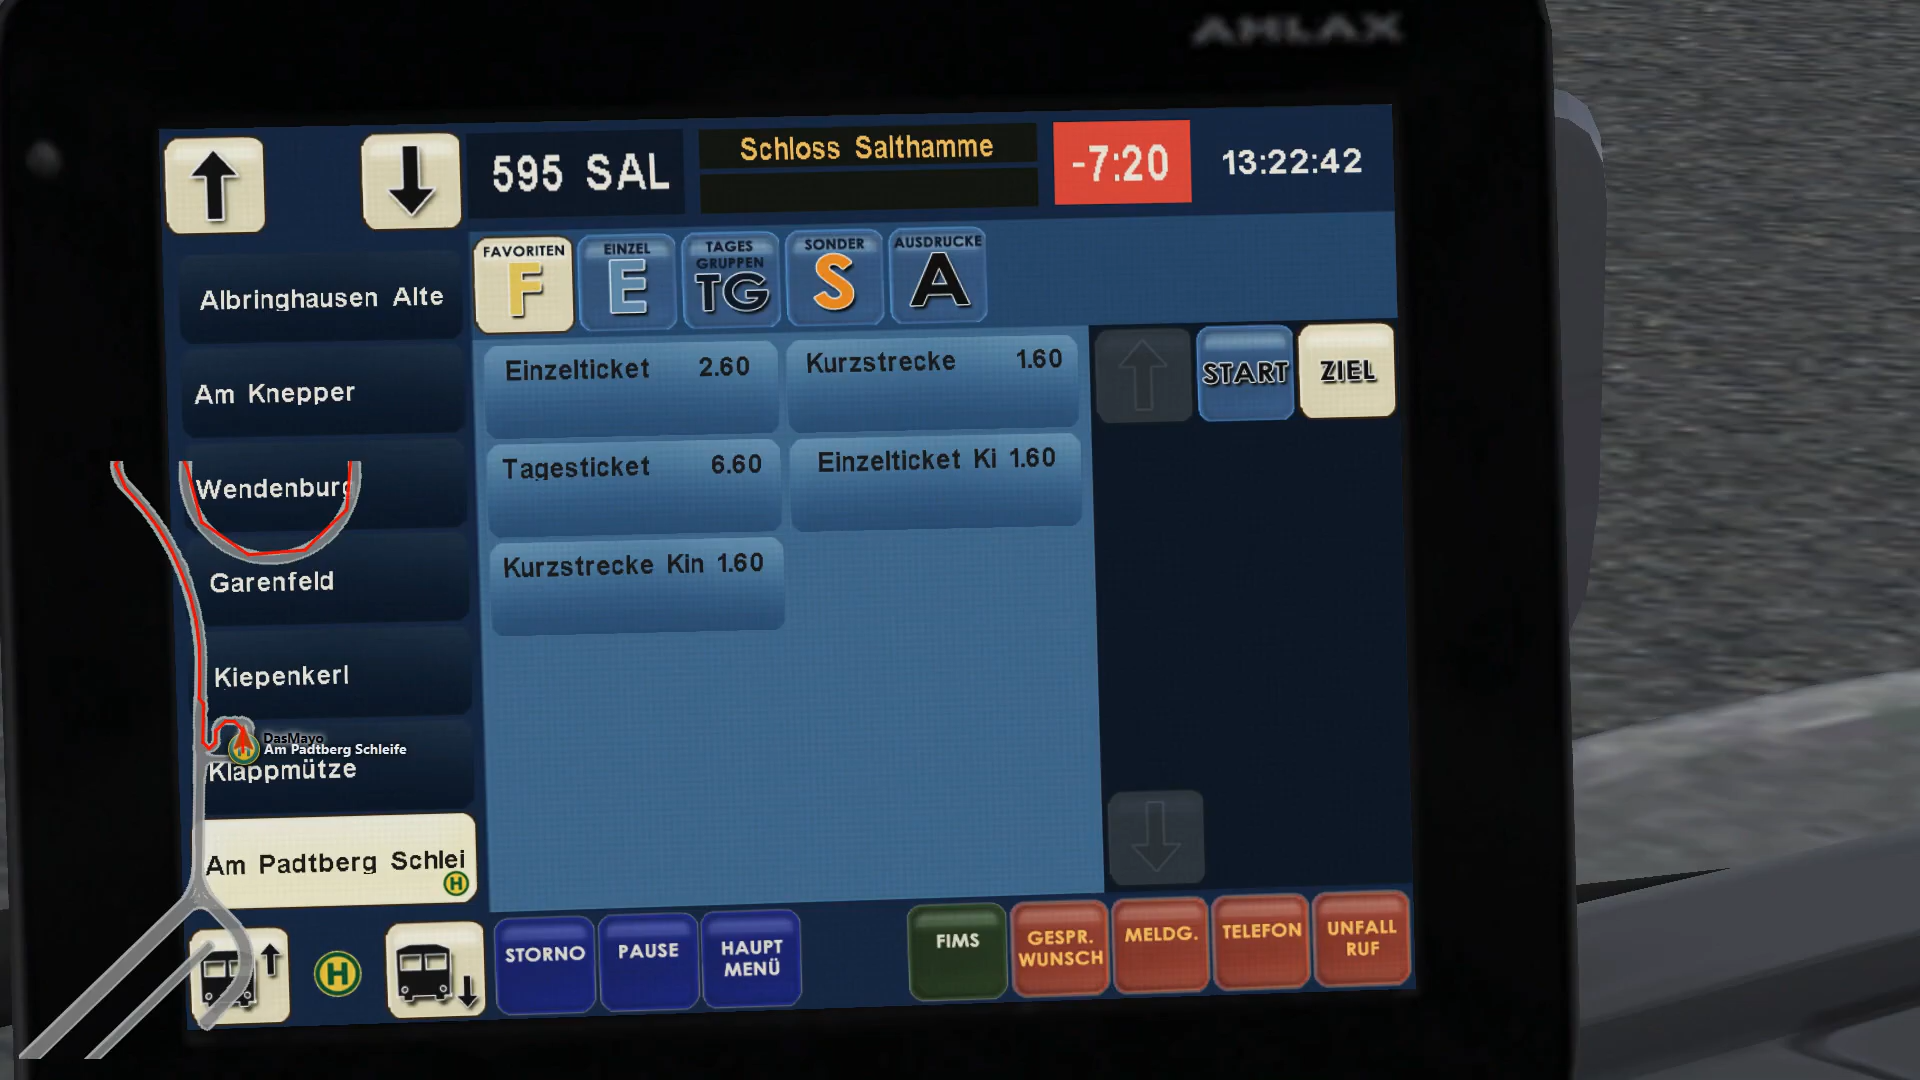 AHLAX
595 SAL
Schloss Salthamme
-7:20
13:22:42
FAVORITEN
F
EINZEL
E
TAGES
GRUPPEN
TG
SONDER
S
AUSDRUCKE
A
Albringhausen Alte
Am Knepper
Wendenburg
Garenfeld
Kiepenkerl
DasMayo
Am Padtberg Schleife
Klappmütze
Am Padtberg Schlei
H
Einzelticket 2.60
Kurzstrecke 1.60
Tagesticket 6.60
Einzelticket Ki 1.60
Kurzstrecke Kin 1.60
START
ZIEL
H
STORNO
PAUSE
HAUPT
MENÜ
FIMS
GESPR.
WUNSCH
MELDG.
TELEFON
UNFALL
RUF